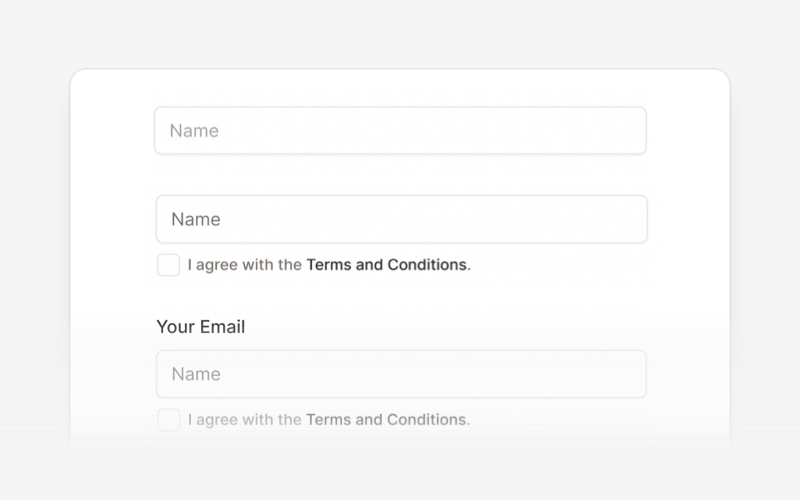 Name
Name
I agree with the Terms and Conditions.
Your Email
Name
I agree with the Terms and Conditions.